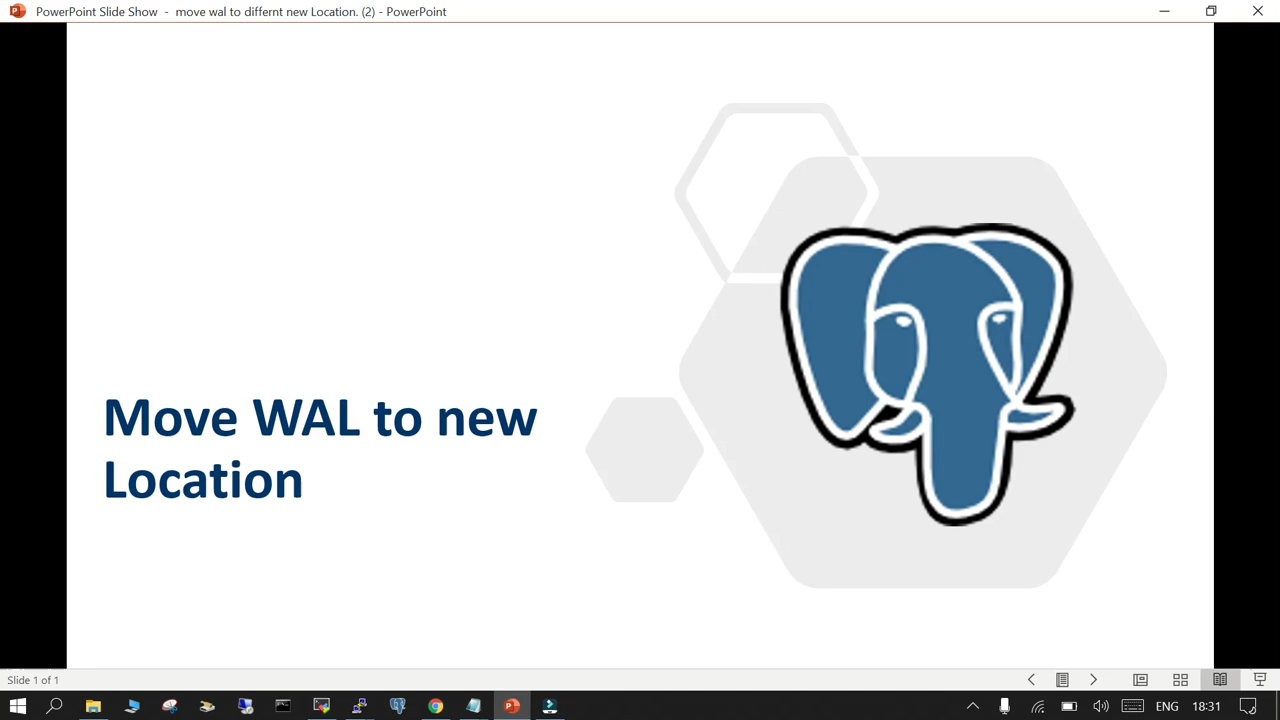 PowerPoint Slide Show - move wal to differnt new Location. (2) - PowerPoint
Move WAL to new
Location
Slide 1 of 1
ENG
18:31